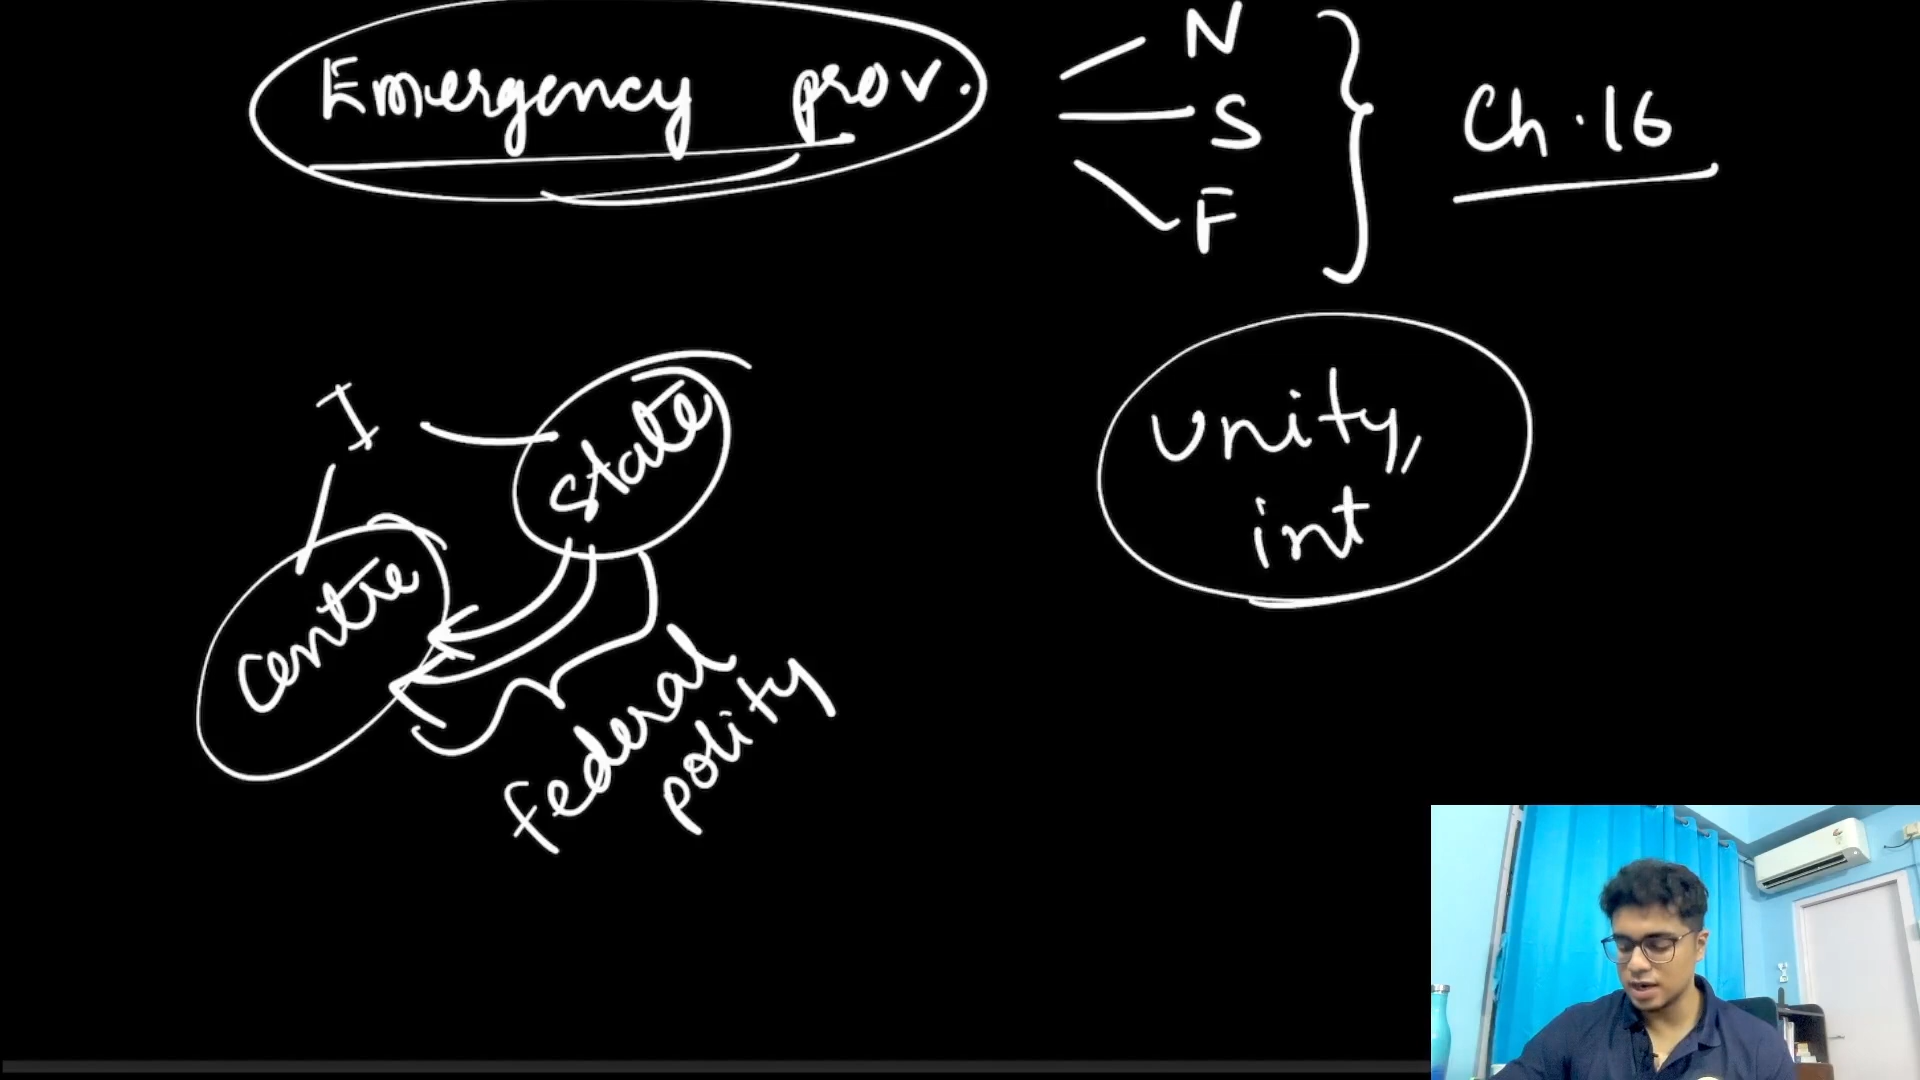 Emergency prov.
N
S
F
Ch. 16
I
state
centre
federal
polity
unity,
int